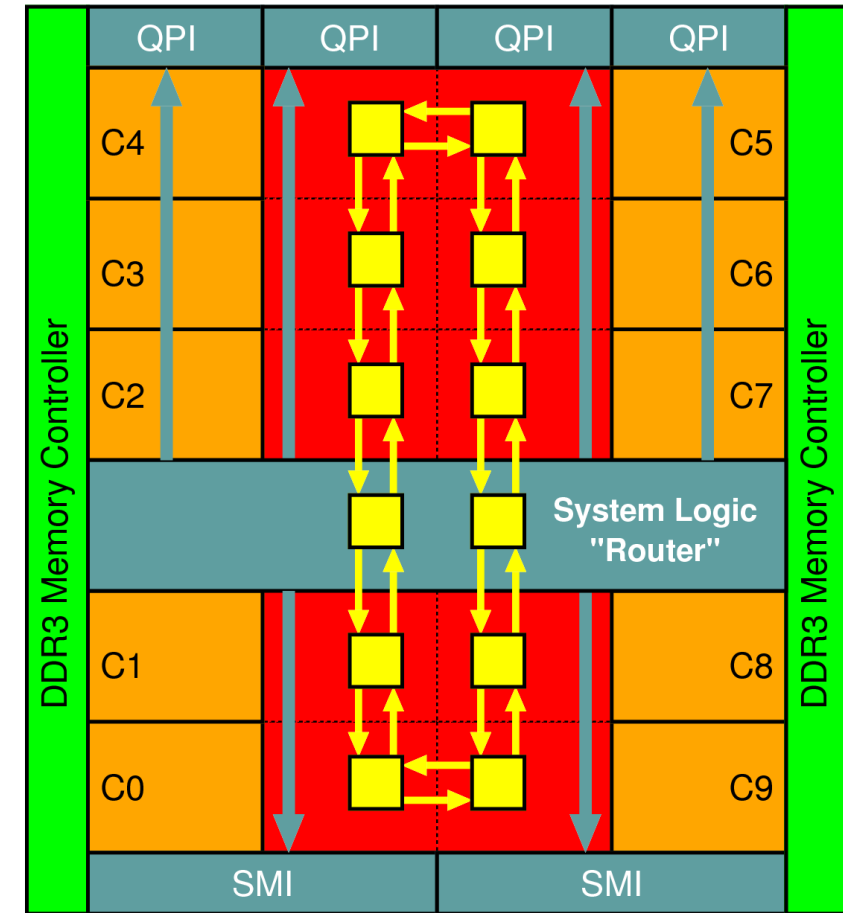 QPI QPI QPI QPI
C4 C5
C3 C6
C2 C7
DDR3 Memory Controller
DDR3 Memory Controller
System Logic
"Router"
C1 C8
C0 C9
SMI SMI